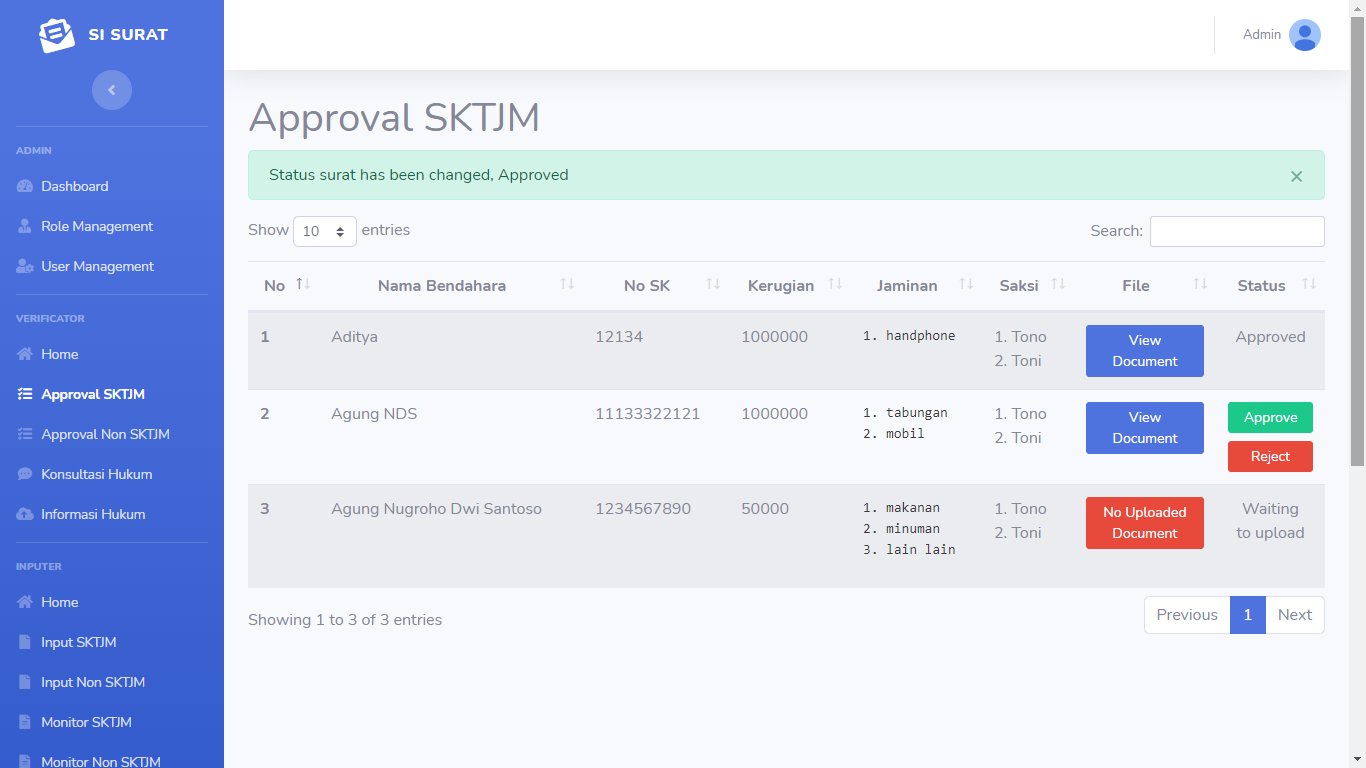 SI SURAT
Admin
ADMIN
Dashboard
Role Management
User Management
VERIFICATOR
Home
Approval SKTJM
Approval Non SKTJM
Konsultasi Hukum
Informasi Hukum
INPUTER
Home
Input SKTJM
Input Non SKTJM
Monitor SKTJM
Monitor Non SKTJM
Approval SKTJM
Status surat has been changed, Approved ×
Show 10 entries Search:
No Nama Bendahara No SK Kerugian Jaminan Saksi File Status
1 Aditya 12134 1000000 1. handphone 1. Tono View Approved
2. Toni Document
2 Agung NDS 11133322121 1000000 1. tabungan 1. Tono View Approve
2. mobil 2. Toni Document
Reject
3 Agung Nugroho Dwi Santoso 1234567890 50000 1. makanan 1. Tono No Uploaded Waiting
2. minuman 2. Toni Document to upload
3. lain lain
Showing 1 to 3 of 3 entries Previous 1 Next